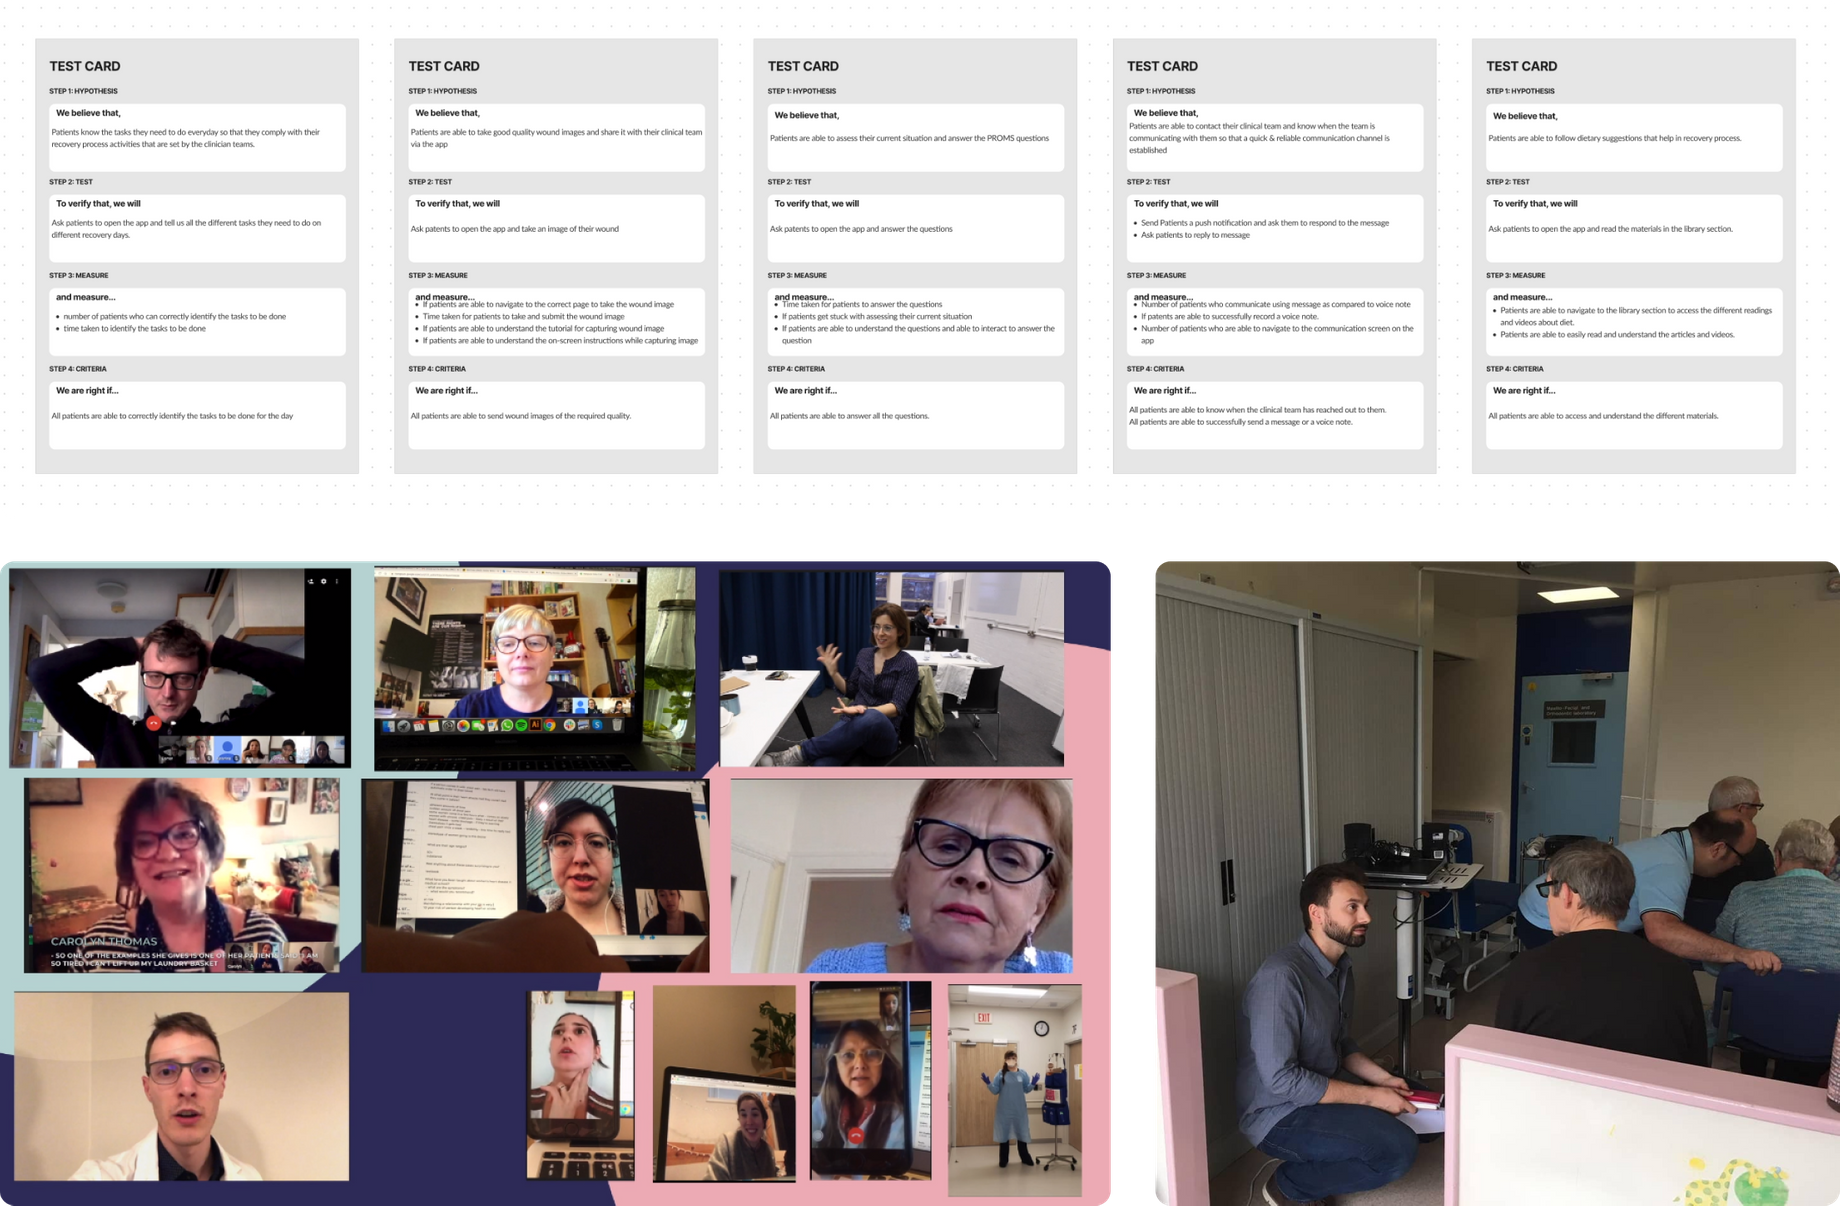 TEST CARD
STEP 1: HYPOTHESIS
We believe that,
Patients know the tasks they need to do everyday so that they comply with their
recovery process activities that are set by the clinician teams.
STEP 2: TEST
To verify that, we will
Ask patients to open the app and tell us all the different tasks they need to do on
different recovery days.
STEP 3: MEASURE
and measure...
• number of patients who can correctly identify the tasks to be done
• time taken to identify the tasks to be done
STEP 4: CRITERIA
We are right if...
All patients are able to correctly identify the tasks to be done for the day
TEST CARD
STEP 1: HYPOTHESIS
We believe that,
Patients are able to take good quality wound images and share it with their clinical team
via the app
STEP 2: TEST
To verify that, we will
Ask patents to open the app and take an image of their wound
STEP 3: MEASURE
and measure...
• If patients are able to navigate to the correct page to take the wound image
• Time taken for patients to take and submit the wound image
• If patients are able to understand the tutorial for capturing wound image
• If patients are able to understand the on-screen instructions while capturing image
STEP 4: CRITERIA
We are right if...
All patients are able to send wound images of the required quality.
TEST CARD
STEP 1: HYPOTHESIS
We believe that,
Patients are able to assess their current situation and answer the PROMS questions
STEP 2: TEST
To verify that, we will
Ask patents to open the app and answer the questions
STEP 3: MEASURE
and measure...
• Time taken for patients to answer the questions
• If patients get stuck with assessing their current situation
• If patients are able to understand the questions and able to interact to answer the
question
STEP 4: CRITERIA
We are right if...
All patients are able to answer all the questions.
TEST CARD
STEP 1: HYPOTHESIS
We believe that,
Patients are able to contact their clinical team and know when the team is
communicating with them so that a quick & reliable communication channel is
established
STEP 2: TEST
To verify that, we will
• Send Patients a push notification and ask them to respond to the message
• Ask patients to reply to message
STEP 3: MEASURE
and measure...
• Number of patients who communicate using message as compared to voice note
• If patents are able to successfully record a voice note.
• Number of patients who are able to navigate to the communication screen on the
app
STEP 4: CRITERIA
We are right if...
All patients are able to know when the clinical team has reached out to them.
All patients are able to successfully send a message or a voice note.
TEST CARD
STEP 1: HYPOTHESIS
We believe that,
Patients are able to follow dietary suggestions that help in recovery process.
STEP 2: TEST
To verify that, we will
Ask patients to open the app and read the materials in the library section.
STEP 3: MEASURE
and measure...
• Patients are able to navigate to the library section to access the different readings
and videos about diet.
• Patients are able to easily read and understand the articles and videos.
STEP 4: CRITERIA
We are right if...
All patients are able to access and understand the different materials.
CAROLYN THOMAS
- SO ONE OF THE EXAMPLES SHE GIVES IS ONE OF HER PATIENTS SAID "I AM
SO TIRED I CAN'T LIFT UP MY LAUNDRY BASKET
EXIT